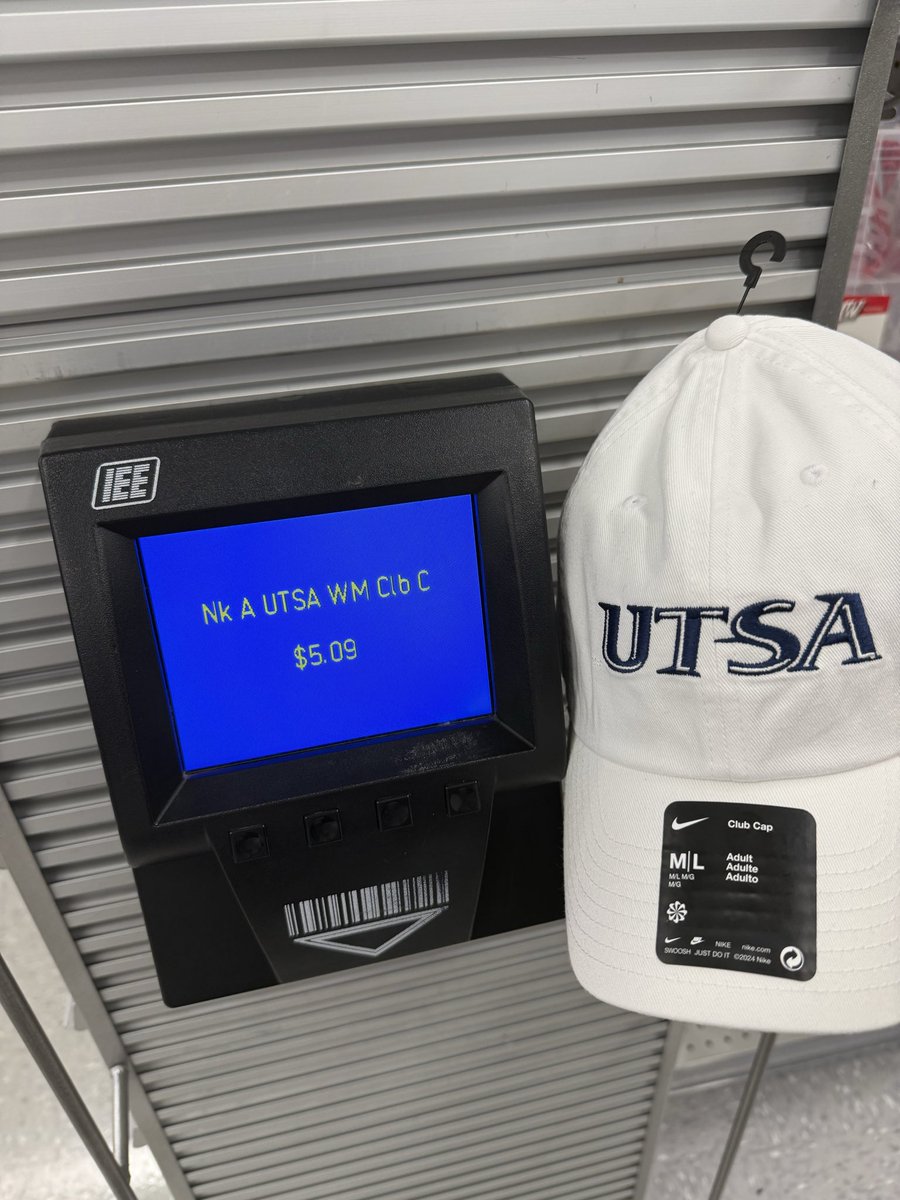 IEE
Nk A UTSA WM Clb C
$5.09
UTSA
Club Cap
M|L
M/L M/G
M/G
Adult
Adulte
Adulto
NIKE nike.com
SWOOSH JUST DO IT ©2024 Nike